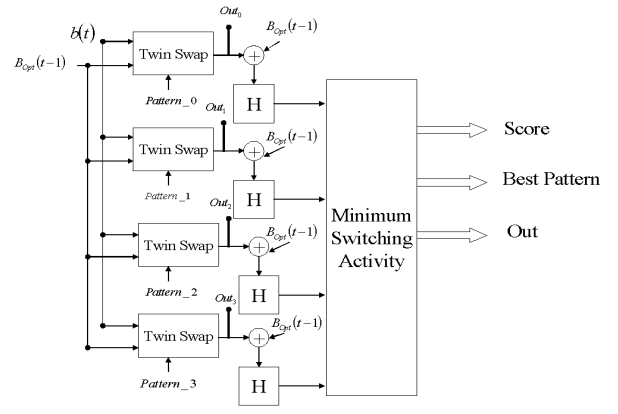 Out₀
b(t)
B_Opt(t−1)
B_Opt(t−1)
Twin Swap
+
Pattern_0
H
Out₁
B_Opt(t−1)
Twin Swap
+
Pattern_1
H
Score
Best Pattern
Out
Minimum
Switching
Activity
Out₂
B_Opt(t−1)
Twin Swap
+
Pattern_2
H
Out₃
B_Opt(t−1)
Twin Swap
+
Pattern_3
H